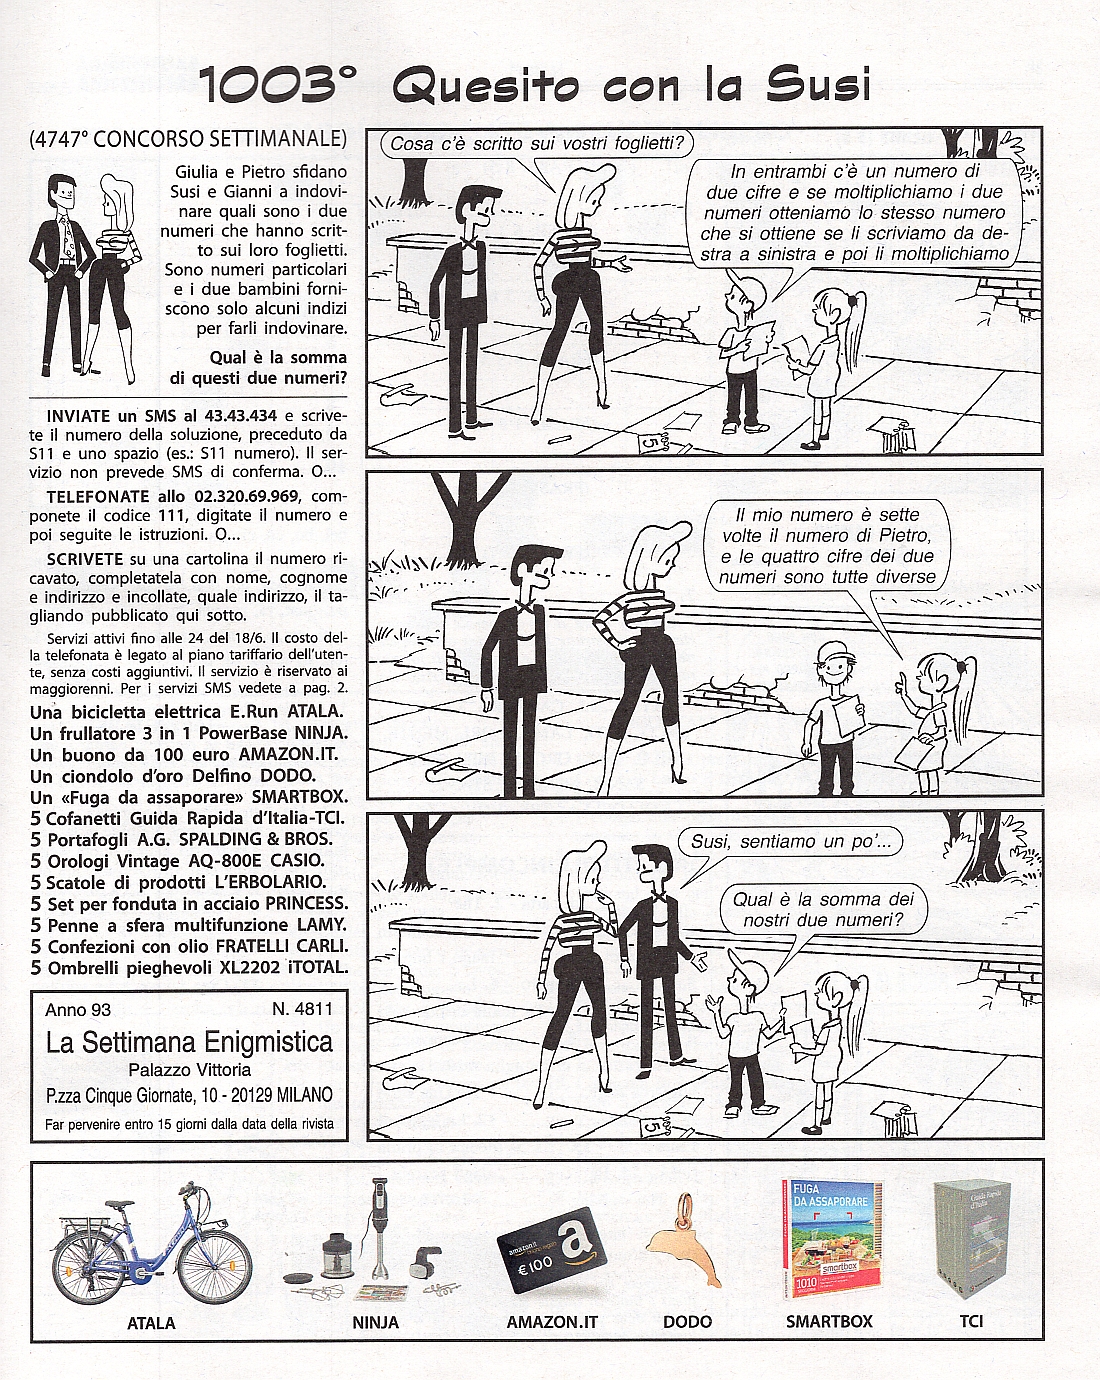 1003° Quesito con la Susi
(4747° CONCORSO SETTIMANALE)
Giulia e Pietro sfidano
Susi e Gianni a indovi-
nare quali sono i due
numeri che hanno scrit-
to sui loro foglietti.
Sono numeri particolari
e i due bambini forni-
scono solo alcuni indizi
per farli indovinare.
Qual è la somma
di questi due numeri?
INVIATE un SMS al 43.43.434 e scrive-
te il numero della soluzione, preceduto da
S11 e uno spazio (es.: S11 numero). Il ser-
vizio non prevede SMS di conferma. O...
TELEFONATE allo 02.320.69.969, com-
ponete il codice 111, digitate il numero e
poi seguite le istruzioni. O...
SCRIVETE su una cartolina il numero ri-
cavato, completatela con nome, cognome
e indirizzo e incollate, quale indirizzo, il ta-
gliando pubblicato qui sotto.
Servizi attivi fino alle 24 del 18/6. Il costo del-
la telefonata è legato al piano tariffario dell'uten-
te, senza costi aggiuntivi. Il servizio è riservato ai
maggiorenni. Per i servizi SMS vedete a pag. 2.
Una bicicletta elettrica E.Run ATALA.
Un frullatore 3 in 1 PowerBase NINJA.
Un buono da 100 euro AMAZON.IT.
Un ciondolo d'oro Delfino DODO.
Un «Fuga da assaporare» SMARTBOX.
5 Cofanetti Guida Rapida d'Italia-TCI.
5 Portafogli A.G. SPALDING & BROS.
5 Orologi Vintage AQ-800E CASIO.
5 Scatole di prodotti L'ERBOLARIO.
5 Set per fonduta in acciaio PRINCESS.
5 Penne a sfera multifunzione LAMY.
5 Confezioni con olio FRATELLI CARLI.
5 Ombrelli pieghevoli XL2202 iTOTAL.
Anno 93 N. 4811
La Settimana Enigmistica
Palazzo Vittoria
P.zza Cinque Giornate, 10 - 20129 MILANO
Far pervenire entro 15 giorni dalla data della rivista
Cosa c'è scritto sui vostri foglietti?
In entrambi c'è un numero di
due cifre e se moltiplichiamo i due
numeri otteniamo lo stesso numero
che si ottiene se li scriviamo da de-
stra a sinistra e poi li moltiplichiamo
5
Il mio numero è sette
volte il numero di Pietro,
e le quattro cifre dei due
numeri sono tutte diverse
Susi, sentiamo un po'...
Qual è la somma dei
nostri due numeri?
5
amazon.it
a
€100
FUGA
DA ASSAPORARE
smartbox
1010
Guida Rapida
d'Italia
ATALA
NINJA
AMAZON.IT
DODO
SMARTBOX
TCI